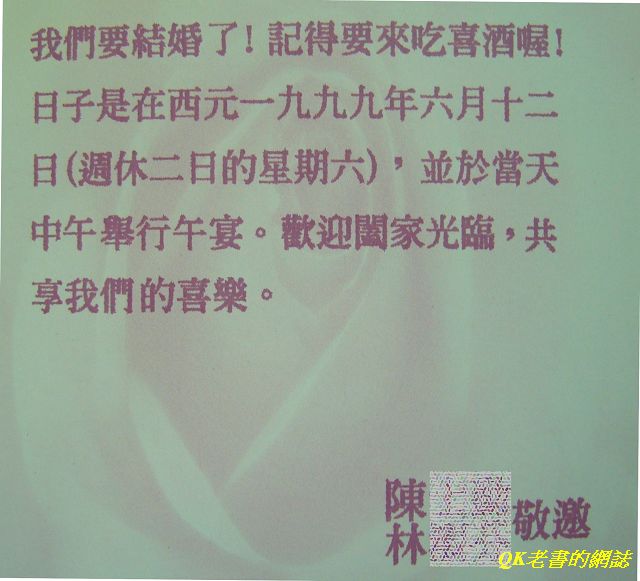 我們要結婚了!記得要來吃喜酒喔!
日子是在西元一九九九年六月十二
日(週休二日的星期六),並於當天
中午舉行午宴。歡迎闔家光臨,共
享我們的喜樂。
陳
林
敬邀
QK老書的網誌